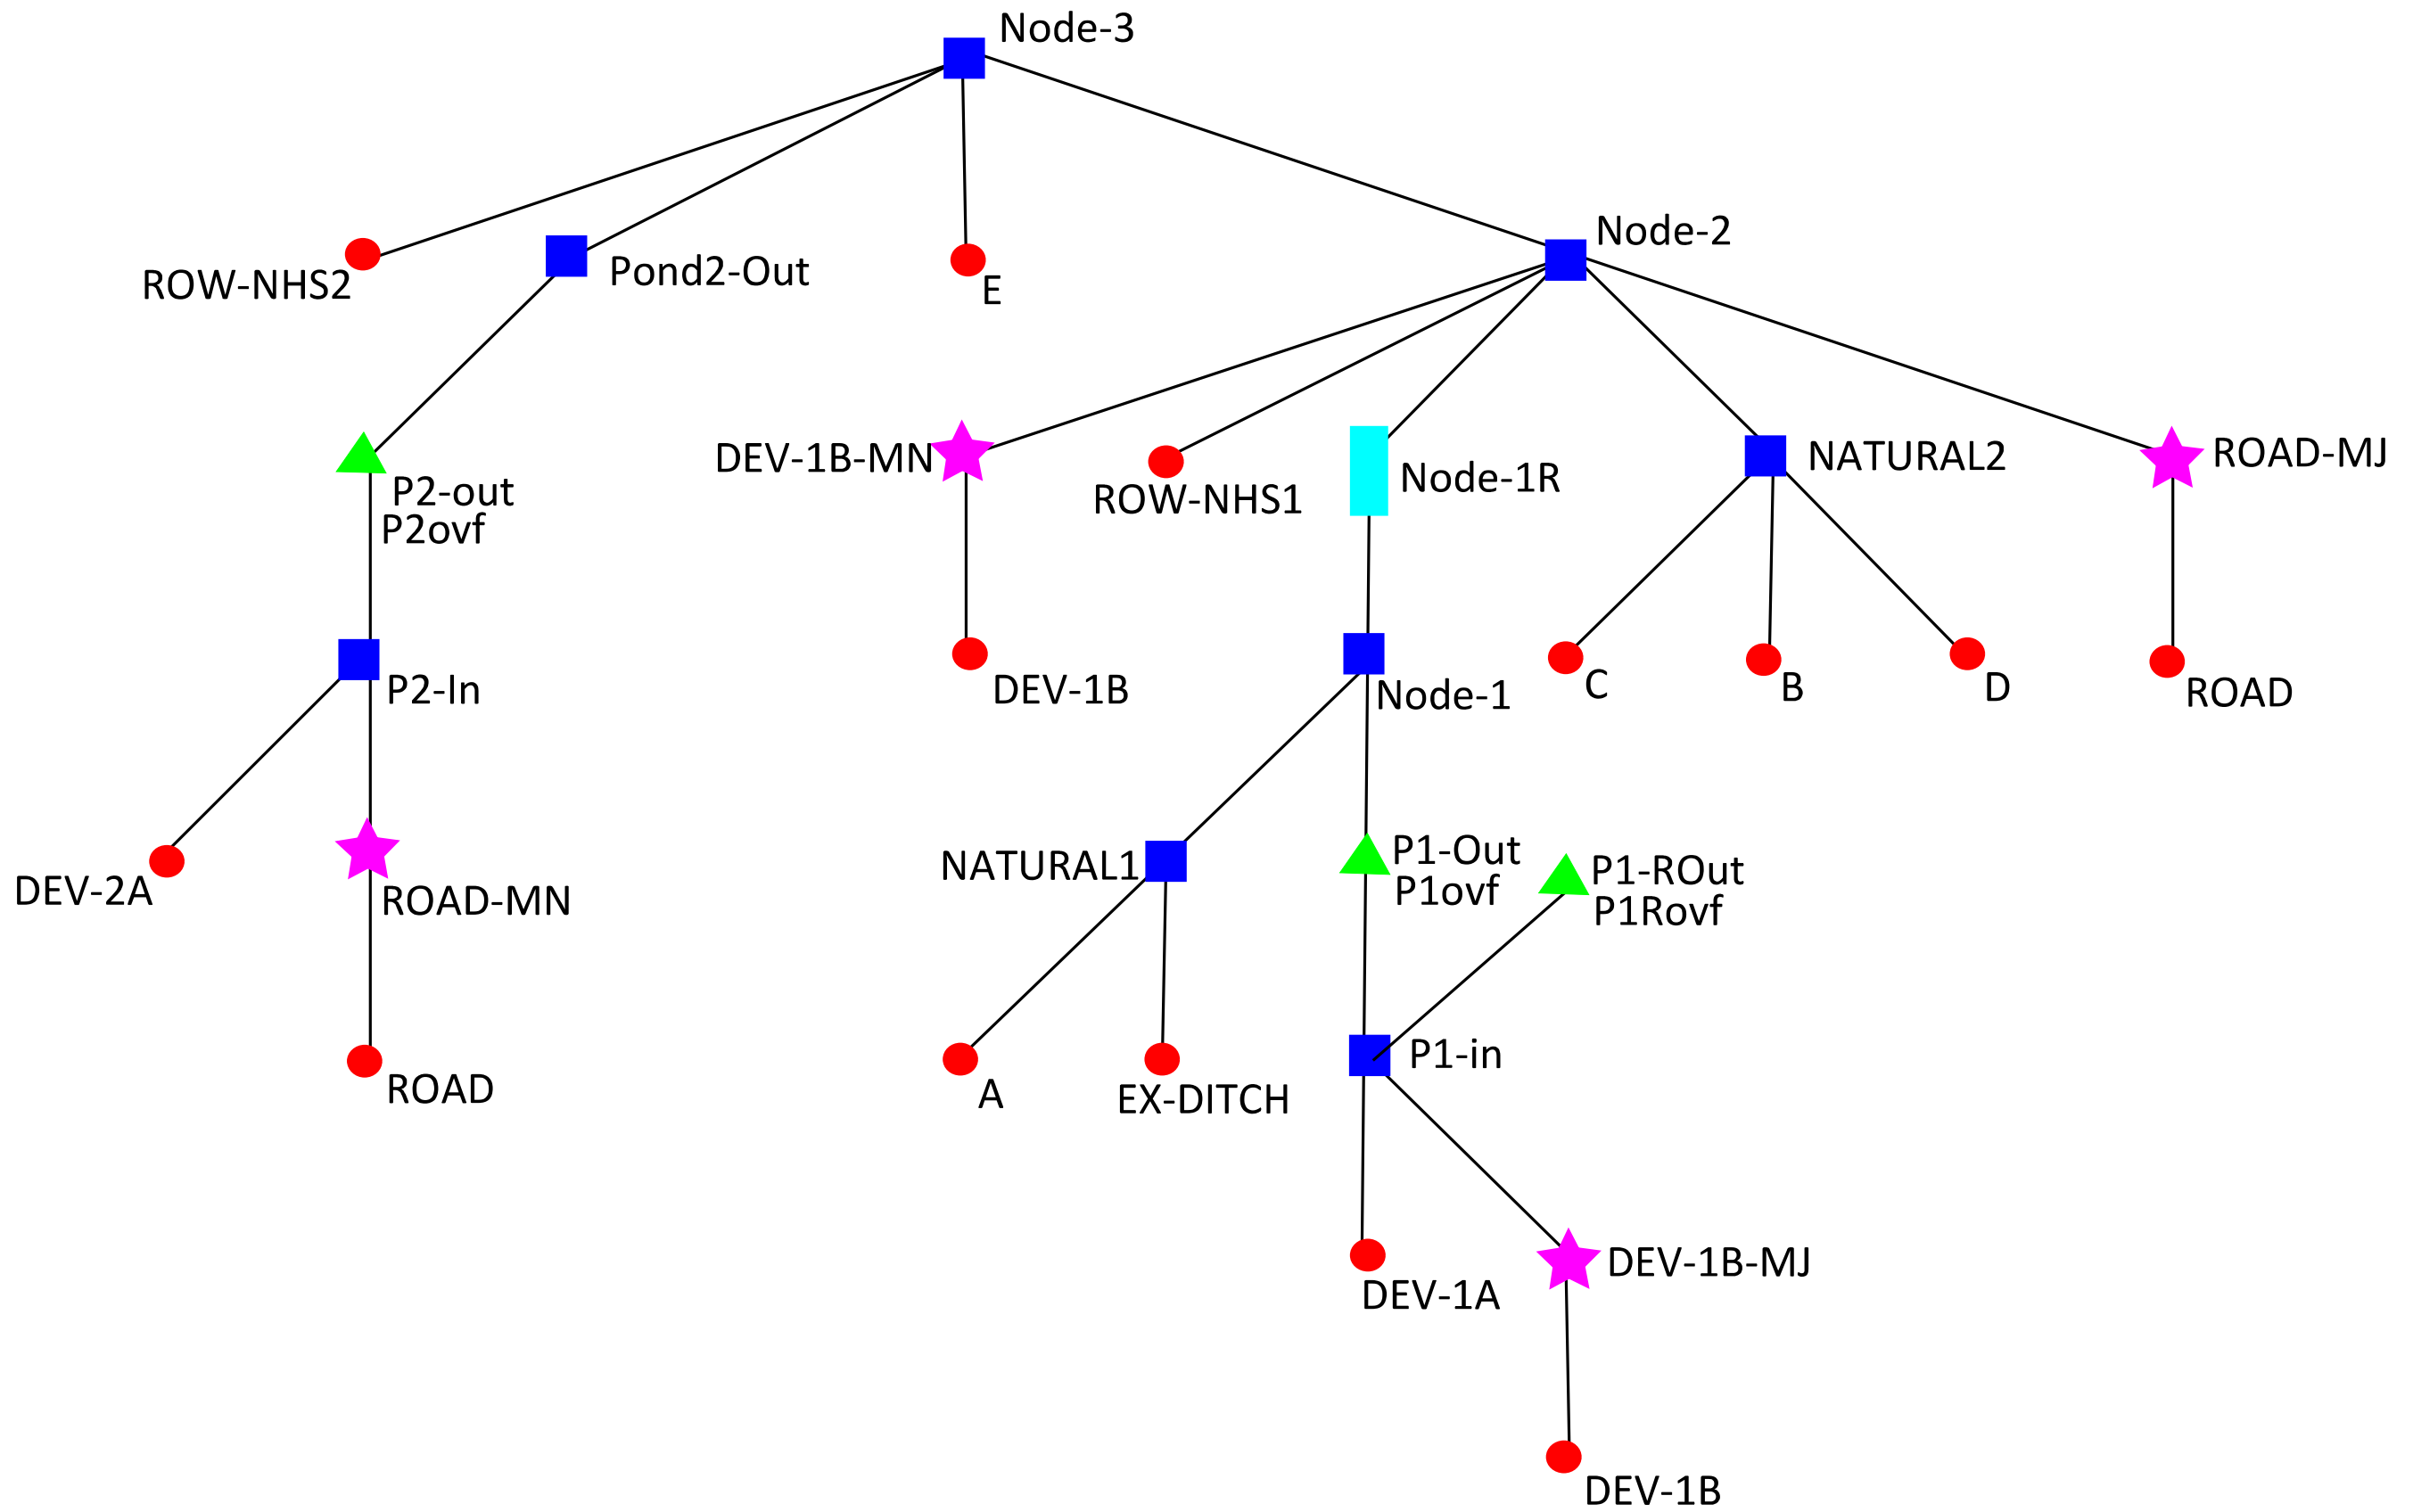 Node-3
Node-2
ROW-NHS2
Pond2-Out
E
DEV-1B-MN
ROW-NHS1
Node-1R
NATURAL2
ROAD-MJ
P2-out
P2ovf
P2-In
DEV-1B
Node-1
C
B
D
ROAD
DEV-2A
ROAD-MN
NATURAL1
P1-Out
P1ovf
P1-ROut
P1Rovf
ROAD
A
EX-DITCH
P1-in
DEV-1A
DEV-1B-MJ
DEV-1B